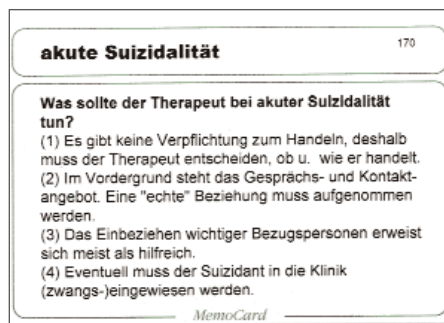 akute Suizidalität
170
Was sollte der Therapeut bei akuter Suizidalität
tun?
(1) Es gibt keine Verpflichtung zum Handeln, deshalb
muss der Therapeut entscheiden, ob u. wie er handelt.
(2) Im Vordergrund steht das Gesprächs- und Kontakt-
angebot. Eine "echte" Beziehung muss aufgenommen
werden.
(3) Das Einbeziehen wichtiger Bezugspersonen erweist
sich meist als hilfreich.
(4) Eventuell muss der Suizidant in die Klinik
(zwangs-)eingewiesen werden.
MemoCard